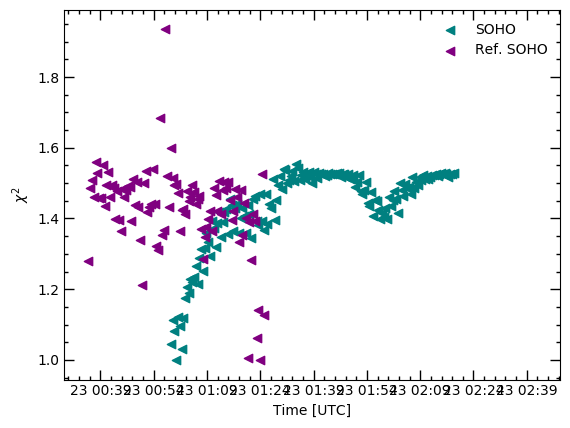 SOHO
Ref. SOHO
1.8
1.6
1.4
1.2
1.0
χ²
23 00:39 23 00:54 23 01:09 23 01:24 23 01:39 23 01:54 23 02:09 23 02:24 23 02:39
Time [UTC]